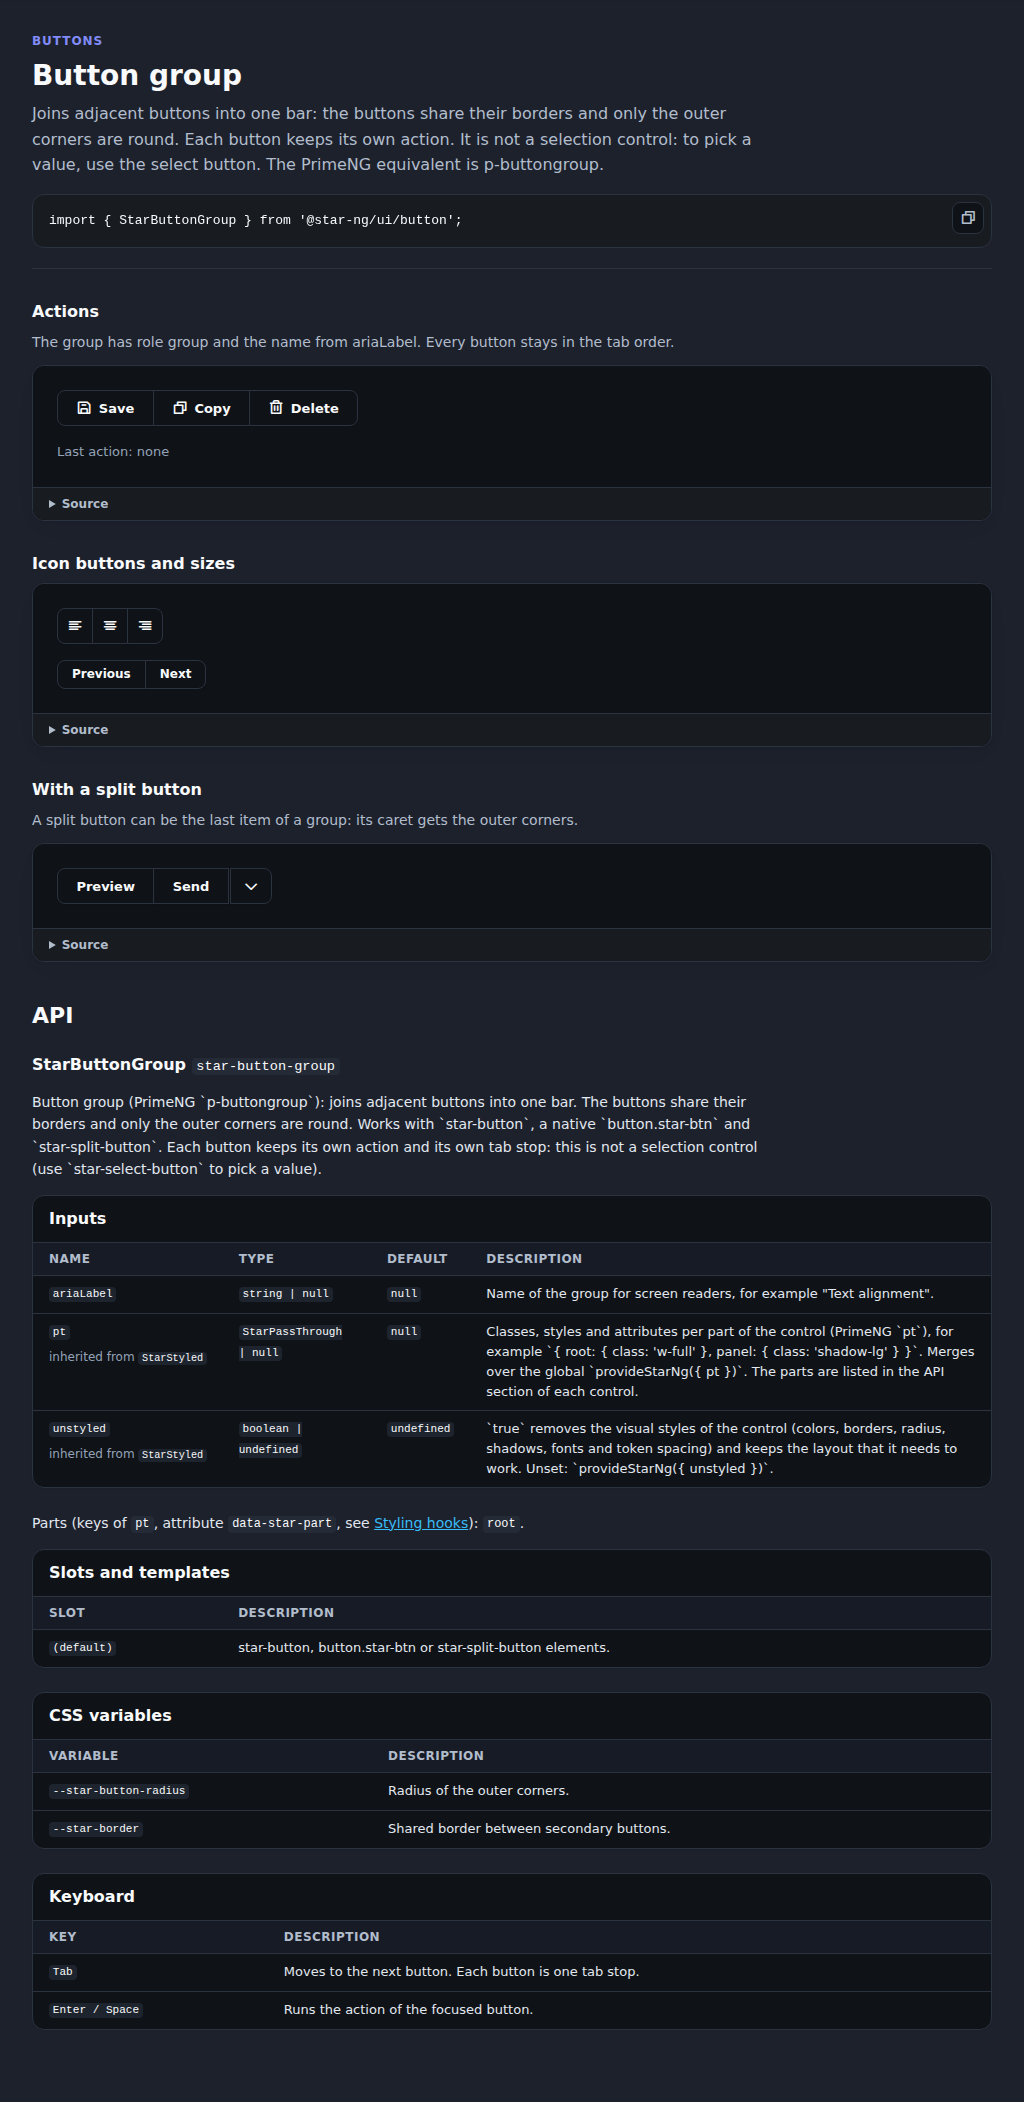 BUTTONS
Button group
Joins adjacent buttons into one bar: the buttons share their borders and only the outer
corners are round. Each button keeps its own action. It is not a selection control: to pick a
value, use the select button. The PrimeNG equivalent is p-buttongroup.
import { StarButtonGroup } from '@star-ng/ui/button';
Actions
The group has role group and the name from ariaLabel. Every button stays in the tab order.
Save Copy Delete
Last action: none
Source
Icon buttons and sizes
Previous Next
Source
With a split button
A split button can be the last item of a group: its caret gets the outer corners.
Preview Send
Source
API
StarButtonGroup star-button-group
Button group (PrimeNG `p-buttongroup`): joins adjacent buttons into one bar. The buttons share their
borders and only the outer corners are round. Works with `star-button`, a native `button.star-btn` and
`star-split-button`. Each button keeps its own action and its own tab stop: this is not a selection control
(use `star-select-button` to pick a value).
Inputs
NAME TYPE DEFAULT DESCRIPTION
ariaLabel string | null null Name of the group for screen readers, for example "Text alignment".
pt StarPassThrough null Classes, styles and attributes per part of the control (PrimeNG `pt`), for
inherited from StarStyled | null example `{ root: { class: 'w-full' }, panel: { class: 'shadow-lg' } }`. Merges
over the global `provideStarNg({ pt })`. The parts are listed in the API
section of each control.
unstyled boolean | undefined `true` removes the visual styles of the control (colors, borders, radius,
inherited from StarStyled undefined shadows, fonts and token spacing) and keeps the layout that it needs to
work. Unset: `provideStarNg({ unstyled })`.
Parts (keys of pt, attribute data-star-part, see Styling hooks): root.
Slots and templates
SLOT DESCRIPTION
(default) star-button, button.star-btn or star-split-button elements.
CSS variables
VARIABLE DESCRIPTION
--star-button-radius Radius of the outer corners.
--star-border Shared border between secondary buttons.
Keyboard
KEY DESCRIPTION
Tab Moves to the next button. Each button is one tab stop.
Enter / Space Runs the action of the focused button.